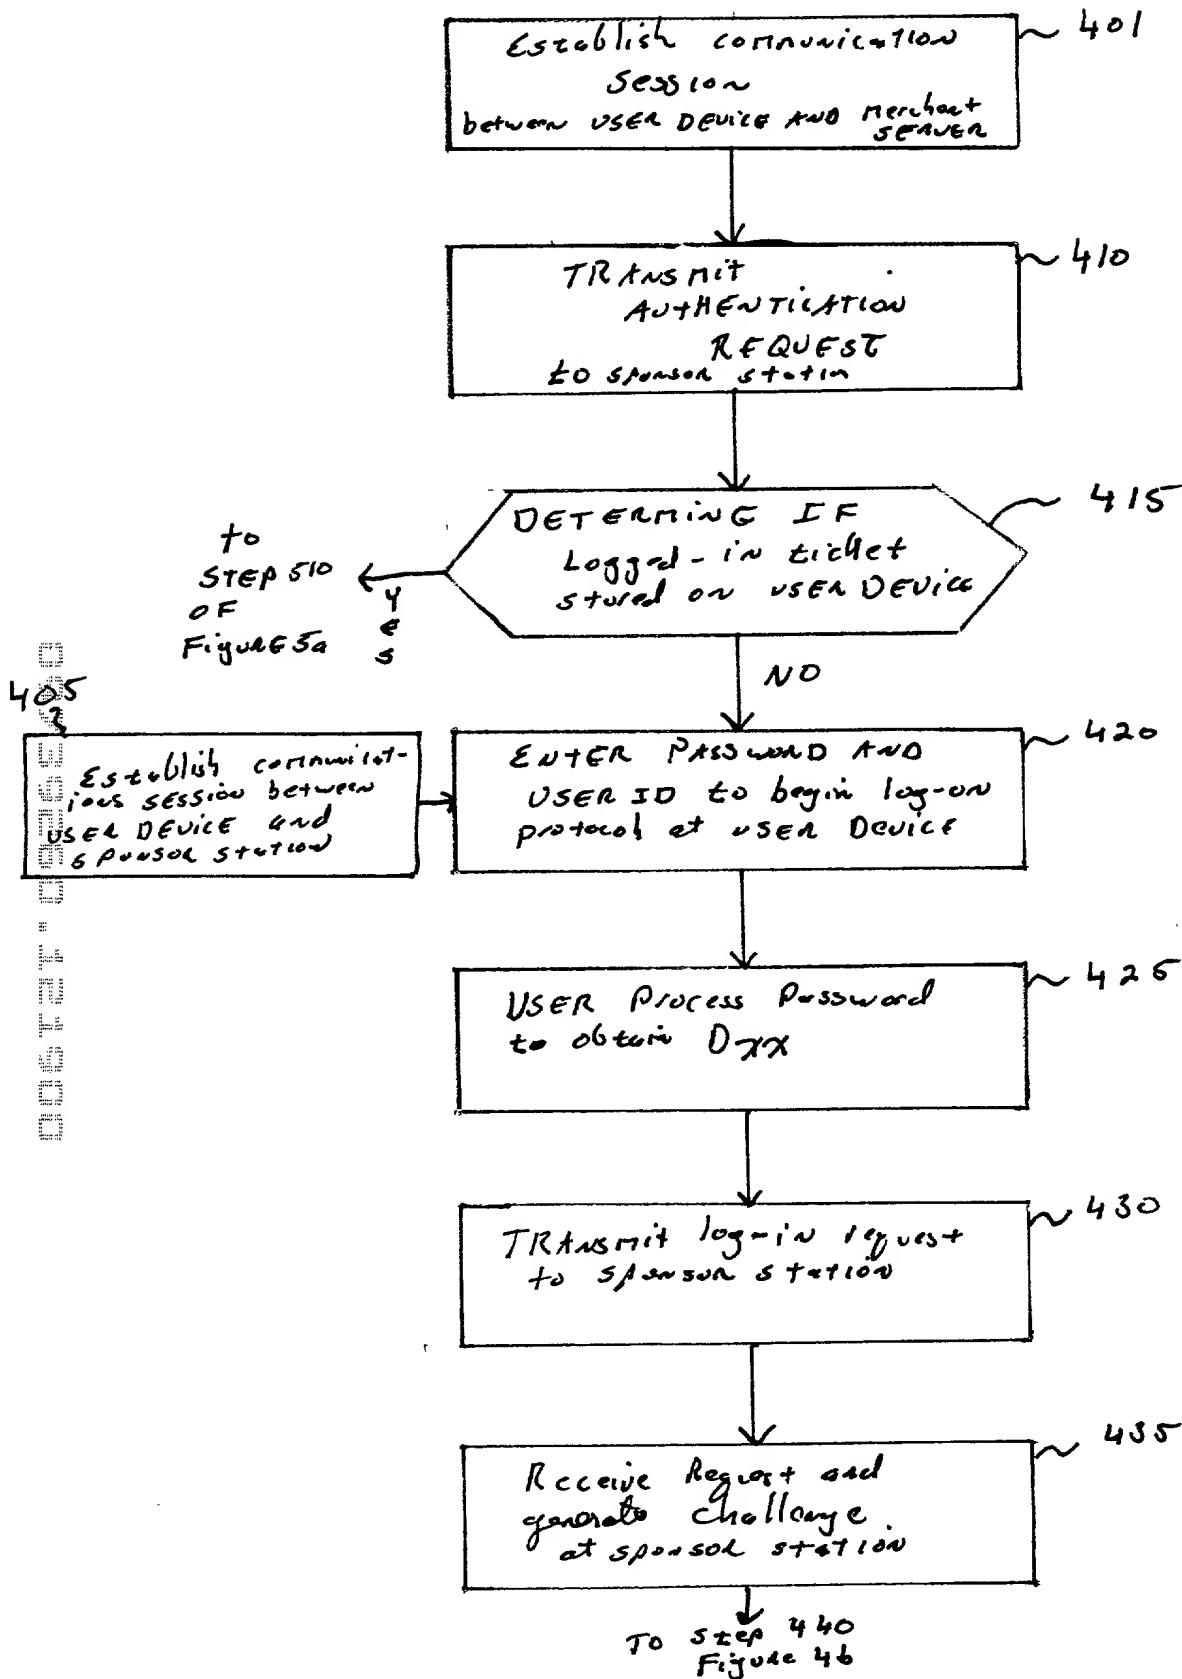 Establish communication
Session
between USER DEVICE AND Merchant
SERVER
401
TRANSMIT
AUTHENTICATION
REQUEST
to sponsor station
410
DETERMINE IF
Logged-in ticket
stored on USER DEVICE
415
to
STEP 510
OF
Figure 5a
Yes
NO
405
Establish communicat-
ions session between
USER DEVICE and
sponsor station
ENTER PASSWORD AND
USER ID to begin log-on
protocol at USER DEVICE
420
USER Process Password
to obtain Dxx
425
TRANSMIT log-in request
to sponsor station
430
Receive Request and
generate challenge
at sponsor station
435
TO Step 440
Figure 4b